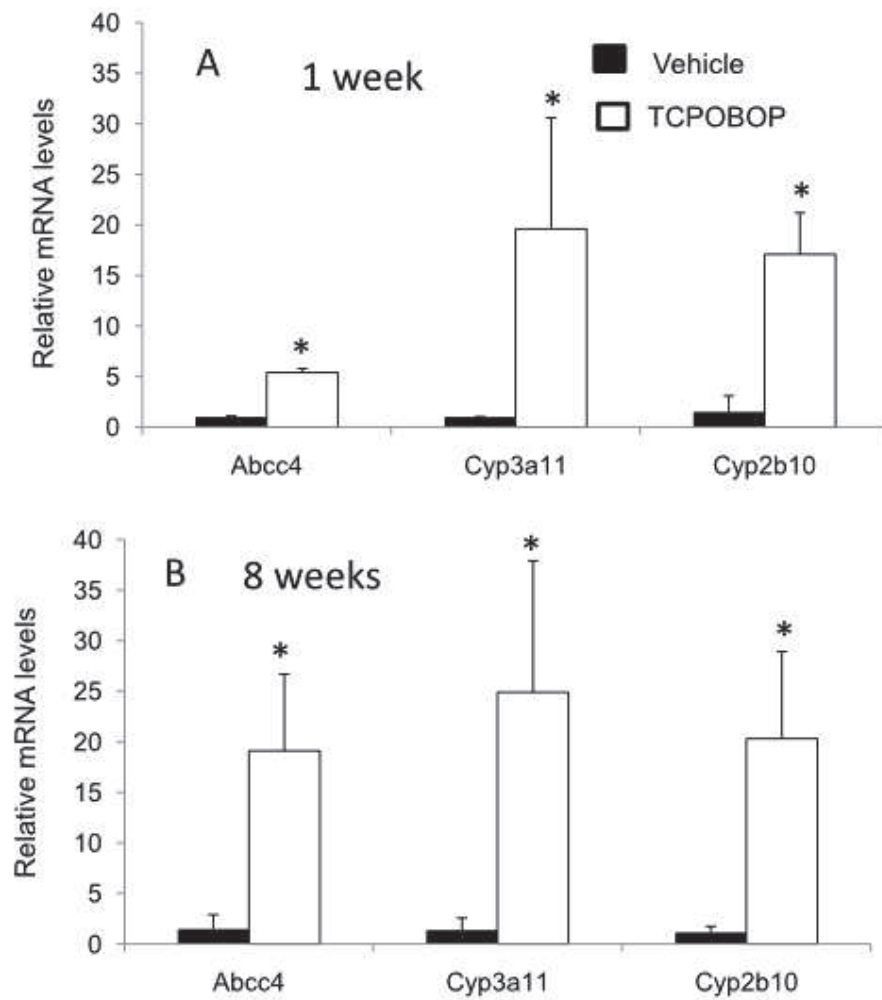 40
35
30
25
20
15
10
5
0
Relative mRNA levels
A
1 week
Vehicle
TCPOBOP
*
*
*
Abcc4
Cyp3a11
Cyp2b10
40
35
30
25
20
15
10
5
0
Relative mRNA levels
B
8 weeks
*
*
*
Abcc4
Cyp3a11
Cyp2b10